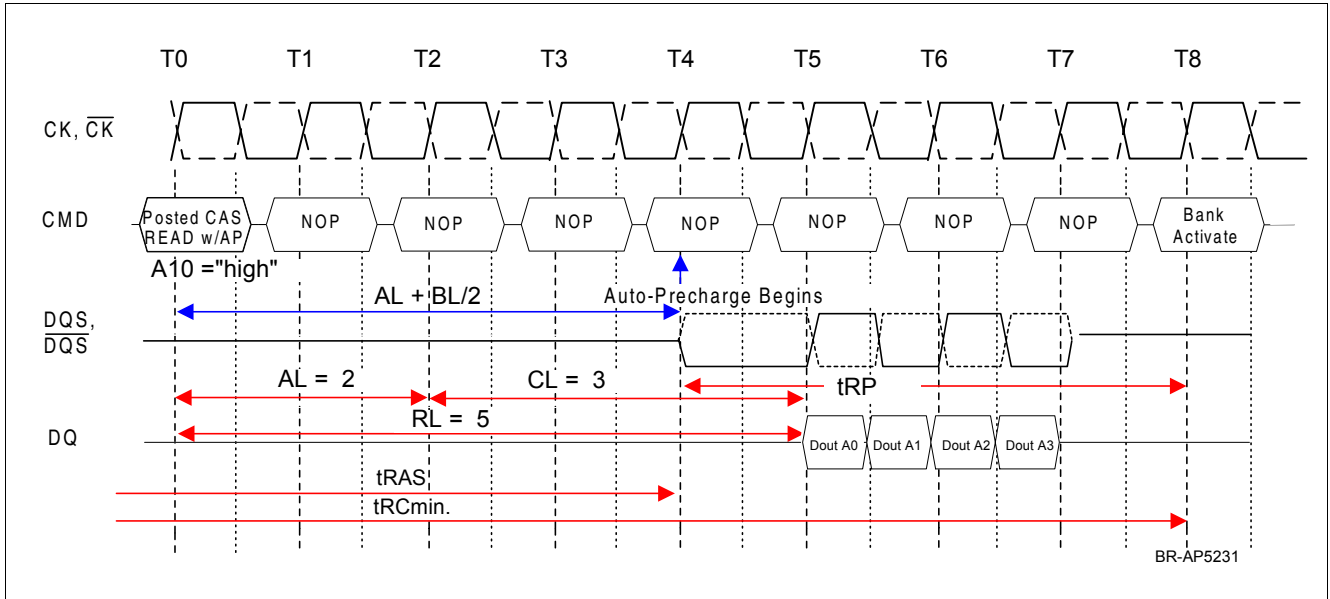 T0 T1 T2 T3 T4 T5 T6 T7 T8
CK, CK
CMD
Posted CAS
READ w/AP
NOP NOP NOP NOP NOP NOP NOP
Bank
Activate
A10 ="high"
AL + BL/2
Auto-Precharge Begins
DQS,
DQS
AL = 2
CL = 3
tRP
RL = 5
DQ
Dout A0 Dout A1 Dout A2 Dout A3
tRAS
tRCmin.
BR-AP5231